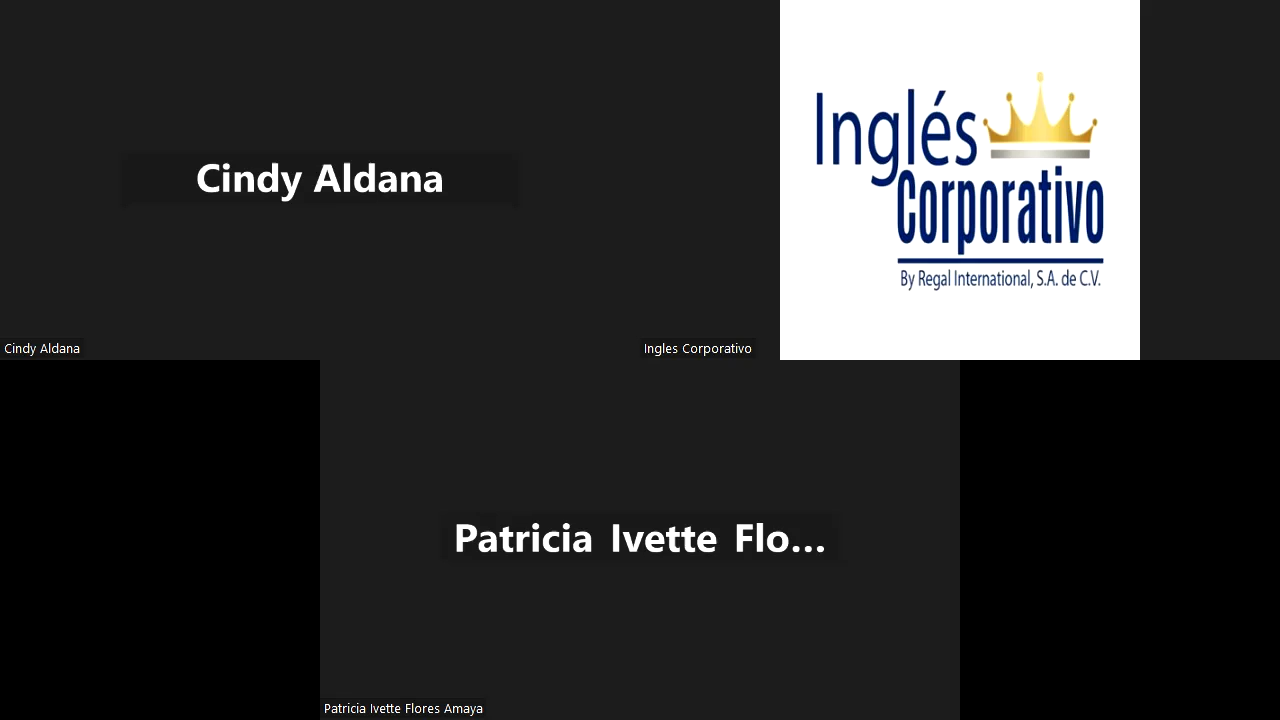 Cindy Aldana
Inglés
Corporativo
By Regal International, S.A. de C.V.
Cindy Aldana
Ingles Corporativo
Patricia Ivette Flo...
Patricia Ivette Flores Amaya